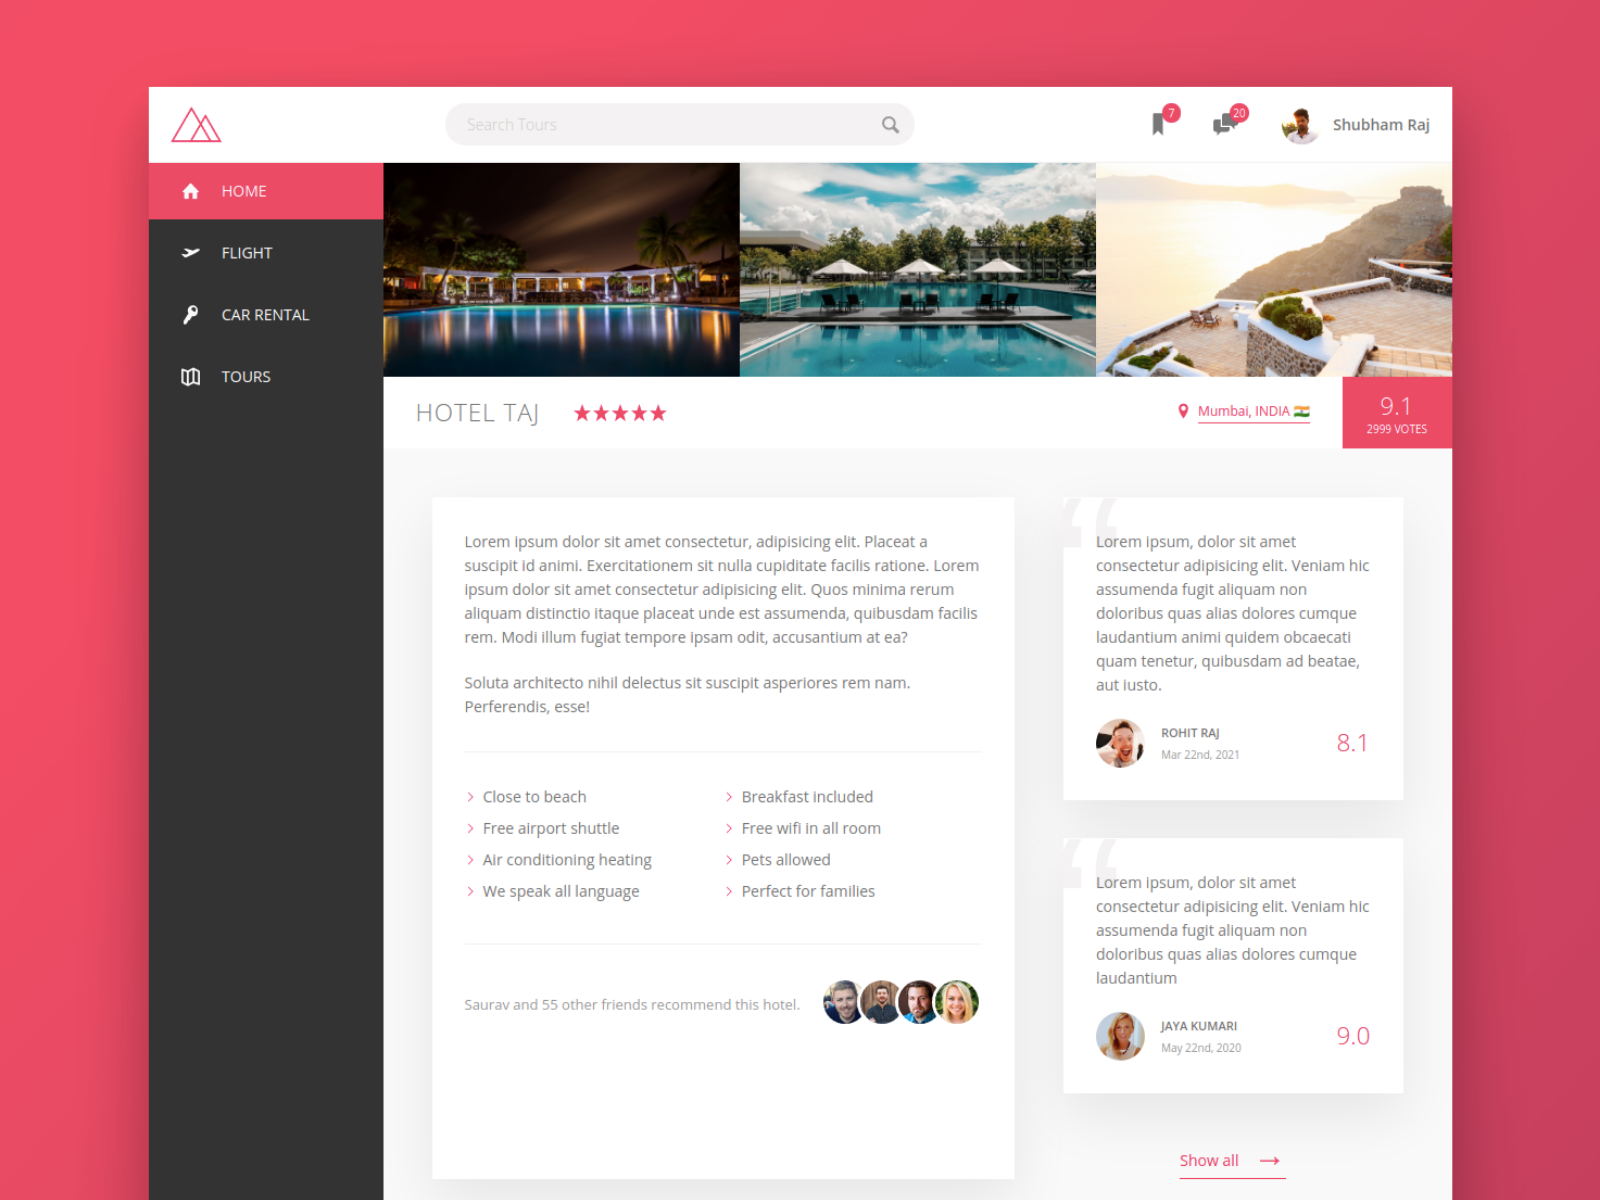 Search Tours
7
20
Shubham Raj
HOME
FLIGHT
CAR RENTAL
TOURS
HOTEL TAJ
Mumbai, INDIA 🇮🇳
9.1
2999 VOTES
Lorem ipsum dolor sit amet consectetur, adipisicing elit. Placeat a
suscipit id animi. Exercitationem sit nulla cupiditate facilis ratione. Lorem
ipsum dolor sit amet consectetur adipisicing elit. Quos minima rerum
aliquam distinctio itaque placeat unde est assumenda, quibusdam facilis
rem. Modi illum fugiat tempore ipsam odit, accusantium at ea?
Soluta architecto nihil delectus sit suscipit asperiores rem nam.
Perferendis, esse!
Close to beach
Free airport shuttle
Air conditioning heating
We speak all language
Breakfast included
Free wifi in all room
Pets allowed
Perfect for families
Saurav and 55 other friends recommend this hotel.
“
Lorem ipsum, dolor sit amet
consectetur adipisicing elit. Veniam hic
assumenda fugit aliquam non
doloribus quas alias dolores cumque
laudantium animi quidem obcaecati
quam tenetur, quibusdam ad beatae,
aut iusto.
ROHIT RAJ
Mar 22nd, 2021
8.1
“
Lorem ipsum, dolor sit amet
consectetur adipisicing elit. Veniam hic
assumenda fugit aliquam non
doloribus quas alias dolores cumque
laudantium
JAYA KUMARI
May 22nd, 2020
9.0
Show all →